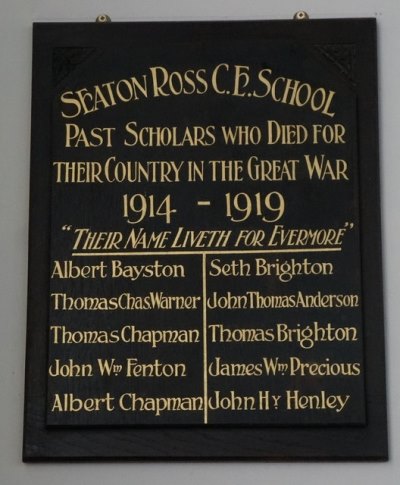 SEATON ROSS C.E. SCHOOL
PAST SCHOLARS WHO DIED FOR
THEIR COUNTRY IN THE GREAT WAR
1914 - 1919
"THEIR NAME LIVETH FOR EVERMORE"
Albert Bayston
Thomas Chas. Warner
Thomas Chapman
John Wm Fenton
Albert Chapman
Seth Brighton
John Thomas Anderson
Thomas Brighton
James Wm Precious
John Hy Henley